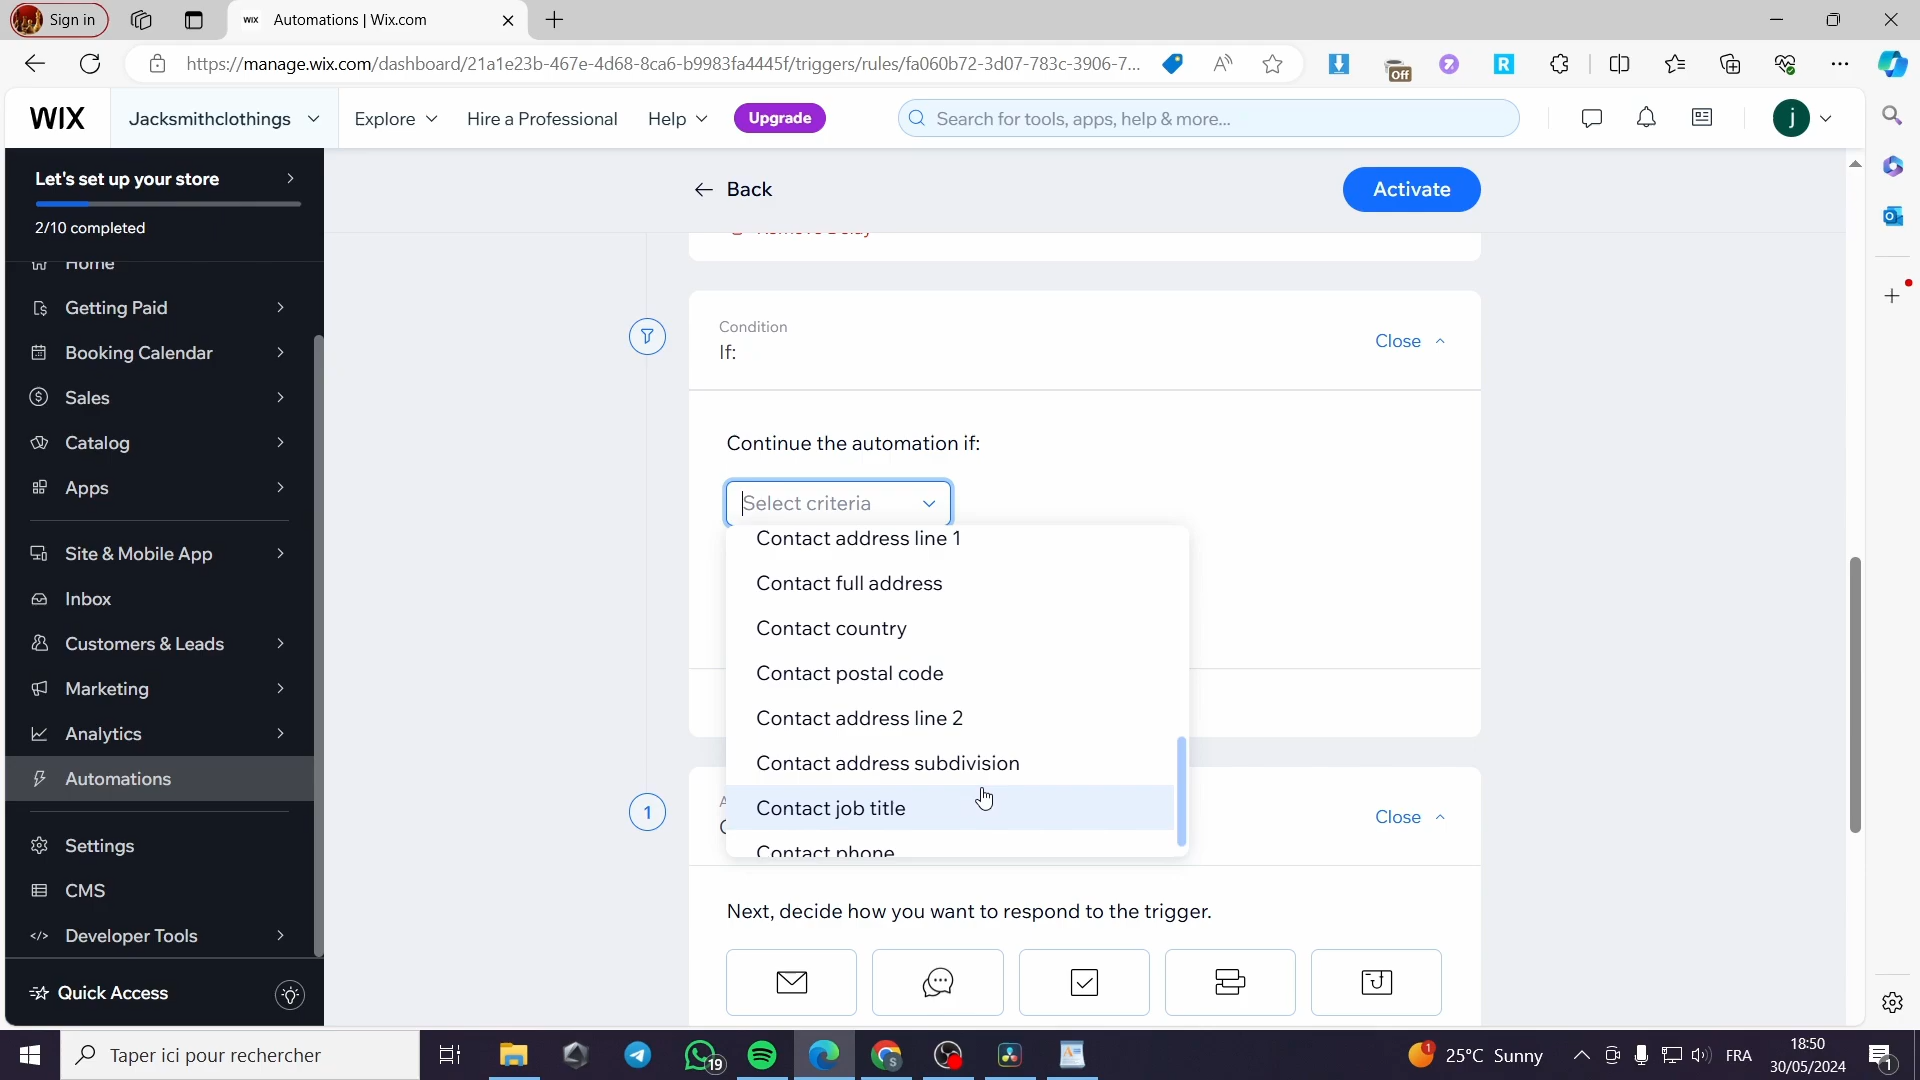 Sign in
WIX Automations | Wix.com
https://manage.wix.com/dashboard/21a1e23b-467e-4d68-8ca6-b9983fa4445f/triggers/rules/fa060b72-3d07-783c-3906-7...
Off
WIX
Jacksmithclothings
Explore
Hire a Professional
Help
Upgrade
Search for tools, apps, help & more...
j
Let's set up your store
2/10 completed
Home
Getting Paid
Booking Calendar
Sales
Catalog
Apps
Site & Mobile App
Inbox
Customers & Leads
Marketing
Analytics
Automations
Settings
CMS
Developer Tools
Quick Access
Back
Activate
Remove Delay
Condition
If:
Close
Continue the automation if:
Select criteria
Contact address line 1
Contact full address
Contact country
Contact postal code
Contact address line 2
Contact address subdivision
Contact job title
Contact phone
1
Close
Next, decide how you want to respond to the trigger.
Taper ici pour rechercher
19
1
25°C Sunny
FRA
18:50
30/05/2024
1